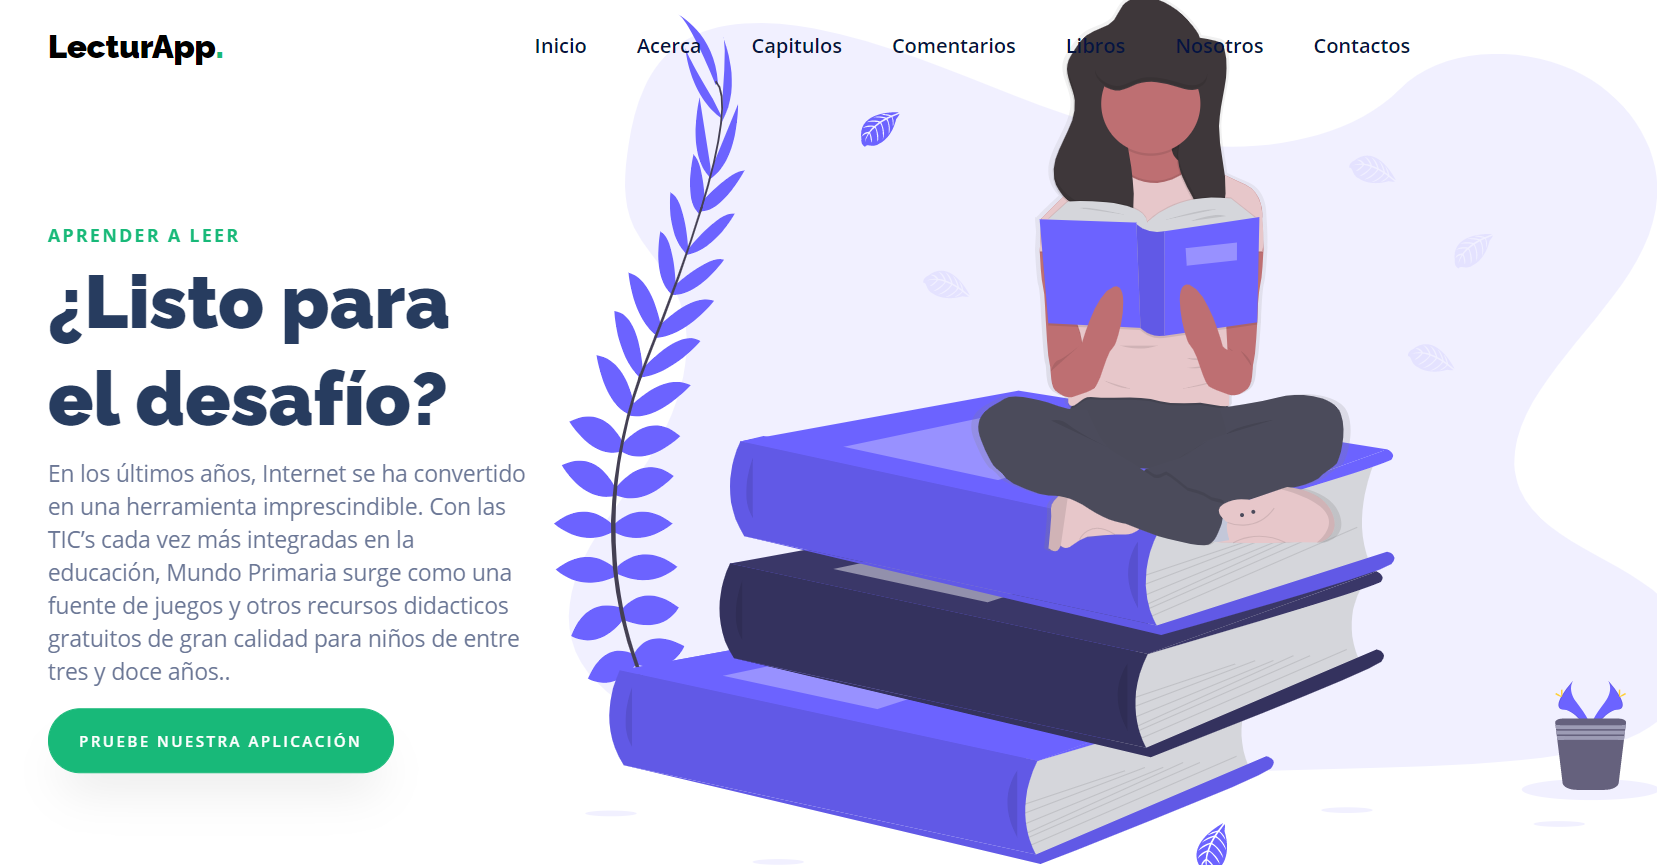 LecturApp.
Inicio Acerca Capitulos Comentarios Libros Nosotros Contactos
APRENDER A LEER
¿Listo para
el desafío?
En los últimos años, Internet se ha convertido
en una herramienta imprescindible. Con las
TIC’s cada vez más integradas en la
educación, Mundo Primaria surge como una
fuente de juegos y otros recursos didacticos
gratuitos de gran calidad para niños de entre
tres y doce años..
PRUEBE NUESTRA APLICACIÓN